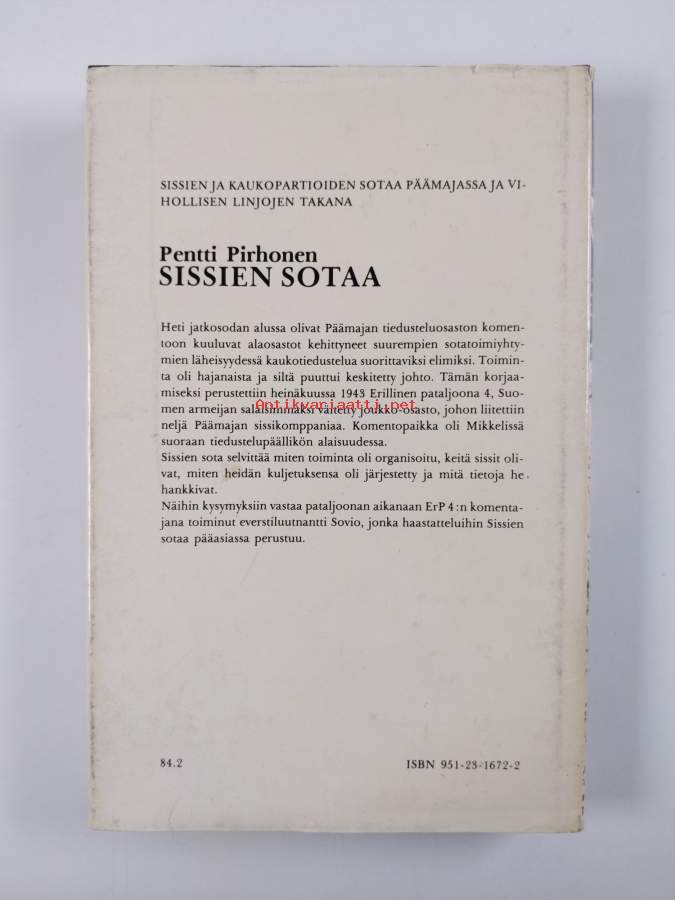 SISSIEN JA KAUKOPARTIOIDEN SOTAA PÄÄMAJASSA JA VI-
HOLLISEN LINJOJEN TAKANA
Pentti Pirhonen
SISSIEN SOTAA
Heti jatkosodan alussa olivat Päämajan tiedusteluosaston komen-
toon kuuluvat alaosastot kehittyneet suurempien sotatoimiyhty-
mien läheisyydessä kaukotiedustelua suorittaviksi elimiksi. Toimin-
ta oli hajanaista ja siltä puuttui keskitetty johto. Tämän korjaa-
miseksi perustettiin heinäkuussa 1943 Erillinen pataljoona 4, Suo-
men armeijan salaisimmaksi väitetty joukko-osasto, johon liitettiin
Antikvariaatti.net
neljä Päämajan sissikomppaniaa. Komentopaikka oli Mikkelissä
suoraan tiedustelupäällikön alaisuudessa.
Sissien sota selvittää miten toiminta oli organisoitu, keitä sissit oli-
vat, miten heidän kuljetuksensa oli järjestetty ja mitä tietoja he
hankkivat.
Näihin kysymyksiin vastaa pataljoonan aikanaan ErP 4:n komenta-
jana toiminut everstiluutnantti Sovio, jonka haastatteluihin Sissien
sotaa pääasiassa perustuu.
84.2
ISBN 951-23-1672-2